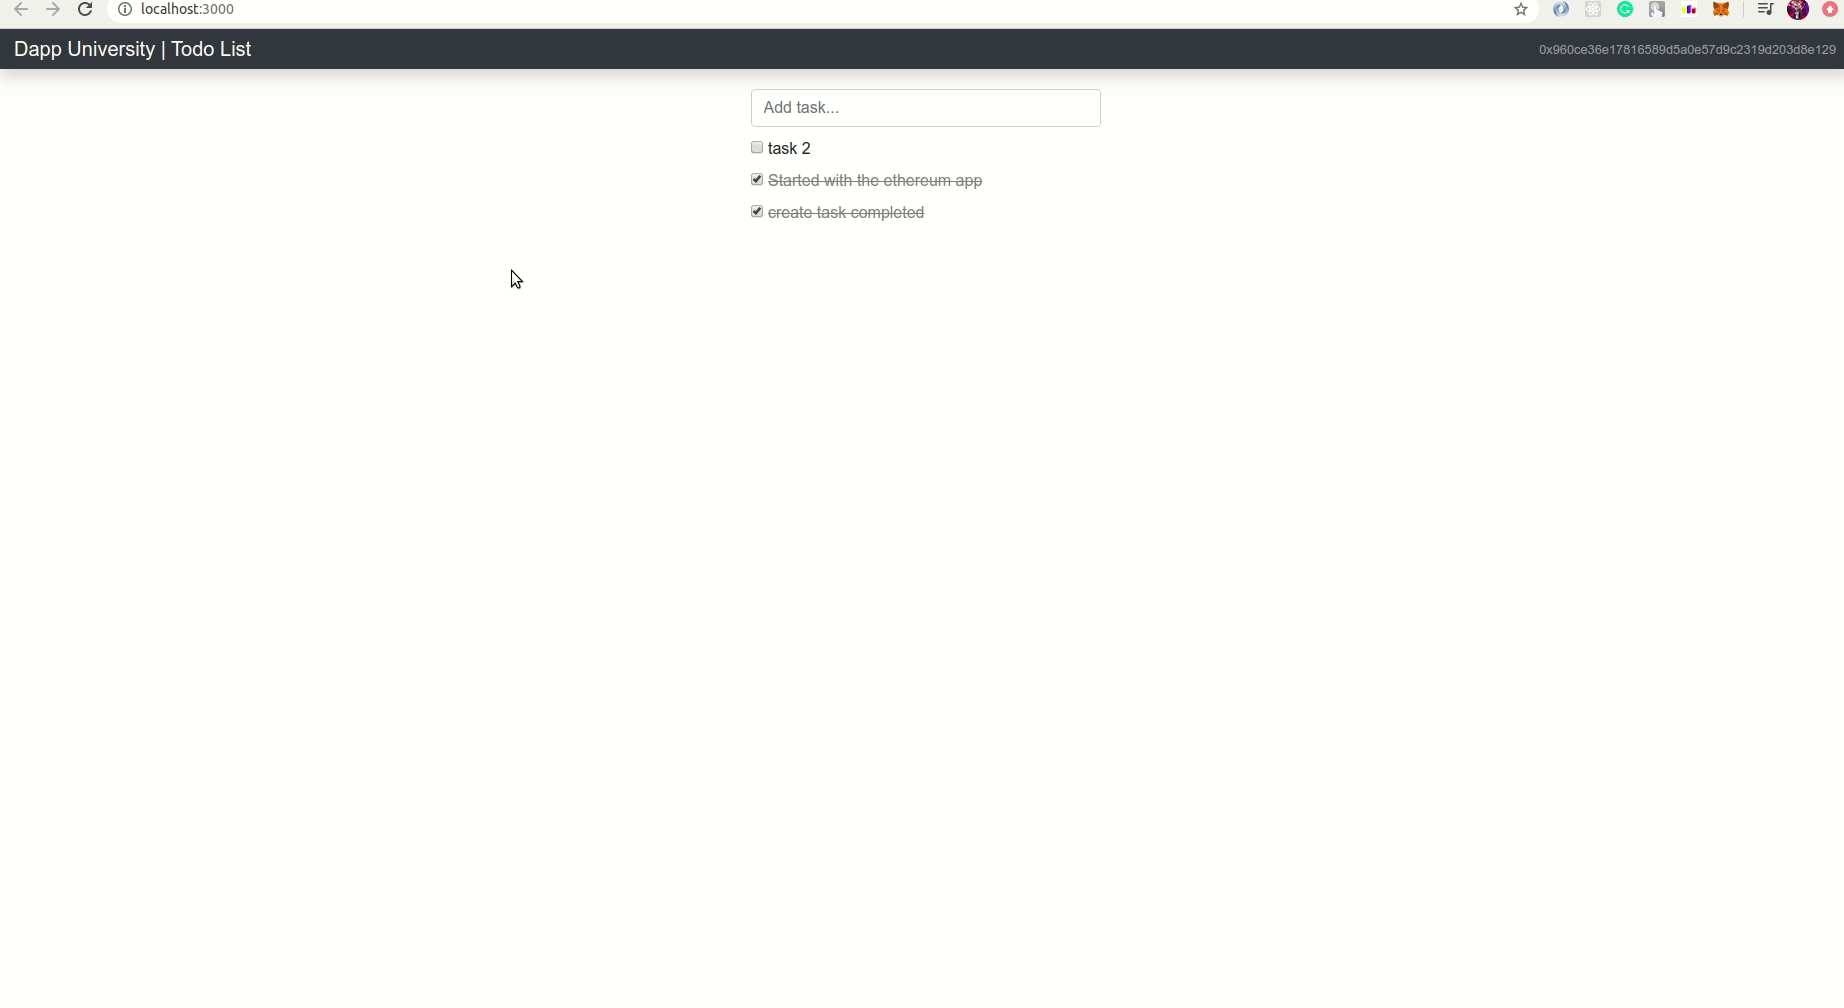 localhost:3000
Dapp University | Todo List
0x960ce36e17816589d5a0e57d9c2319d203d8e129
Add task...
task 2
Started with the ethereum app
create task completed